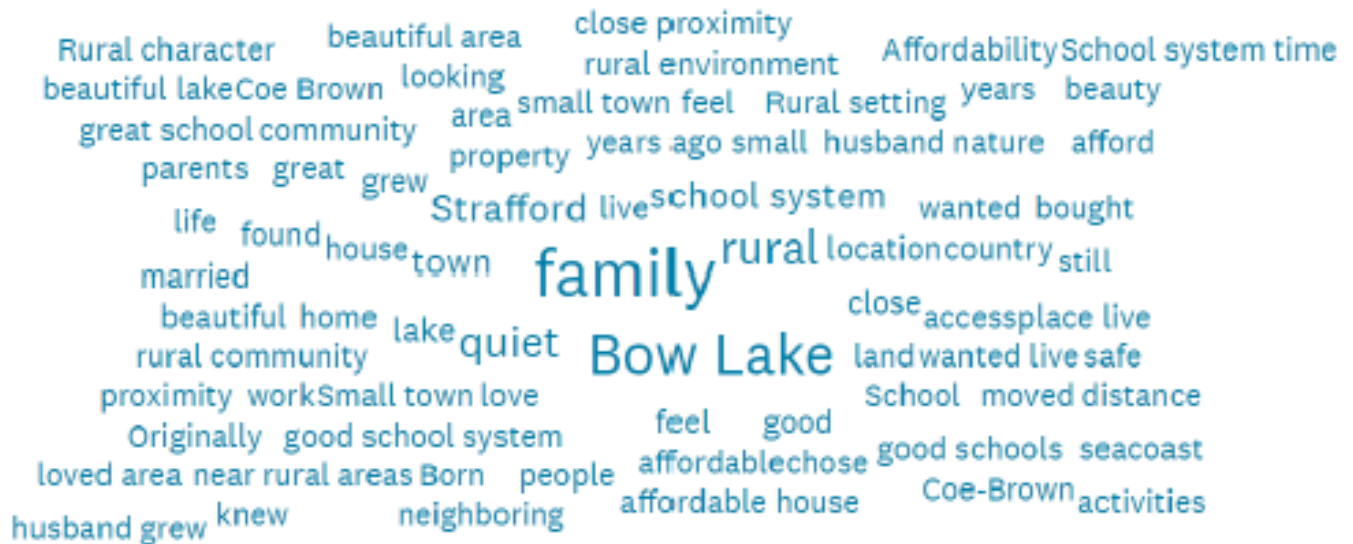 close proximity
Rural character beautiful area Affordability School system time
looking rural environment
beautiful lake Coe Brown years beauty
area small town feel Rural setting
great school community years ago small husband nature afford
property
parents great grew
Strafford live school system wanted bought
life found house town family rural location country still
married
beautiful home lake quiet close access place live
rural community Bow Lake land wanted live safe
proximity work Small town love School moved distance
feel good
Originally good school system good schools seacoast
loved area near rural areas Born people affordable chose
affordable house Coe-Brown activities
husband grew knew neighboring